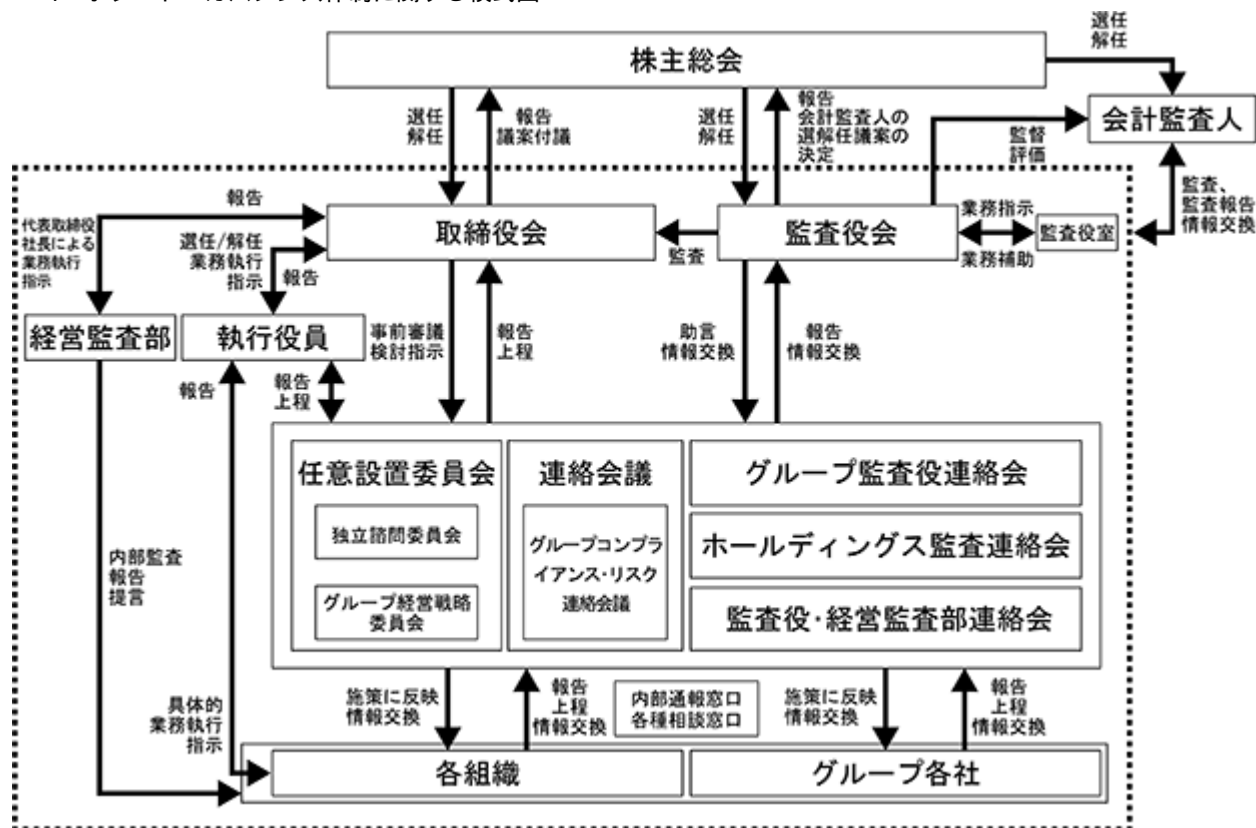 株主総会
選任
解任
会計監査人
選任
解任
報告
議案付議
選任
解任
報告
会計監査人の
選解任議案の
決定
監督
評価
監査、
監査報告
情報交換
報告
代表取締役
社長による
業務執行
指示
選任/解任
業務執行
指示
報告
取締役会
監査
監査役会
業務指示
業務補助
監査役室
経営監査部
執行役員
事前審議
検討指示
報告
上程
助言
情報交換
報告
情報交換
報告
報告
上程
任意設置委員会
独立諮問委員会
グループ経営戦略
委員会
連絡会議
グループコンプラ
イアンス・リスク
連絡会議
グループ監査役連絡会
ホールディングス監査連絡会
監査役・経営監査部連絡会
内部監査
報告
提言
具体的
業務執行
指示
施策に反映
情報交換
報告
上程
情報交換
内部通報窓口
各種相談窓口
施策に反映
情報交換
報告
上程
情報交換
各組織
グループ各社